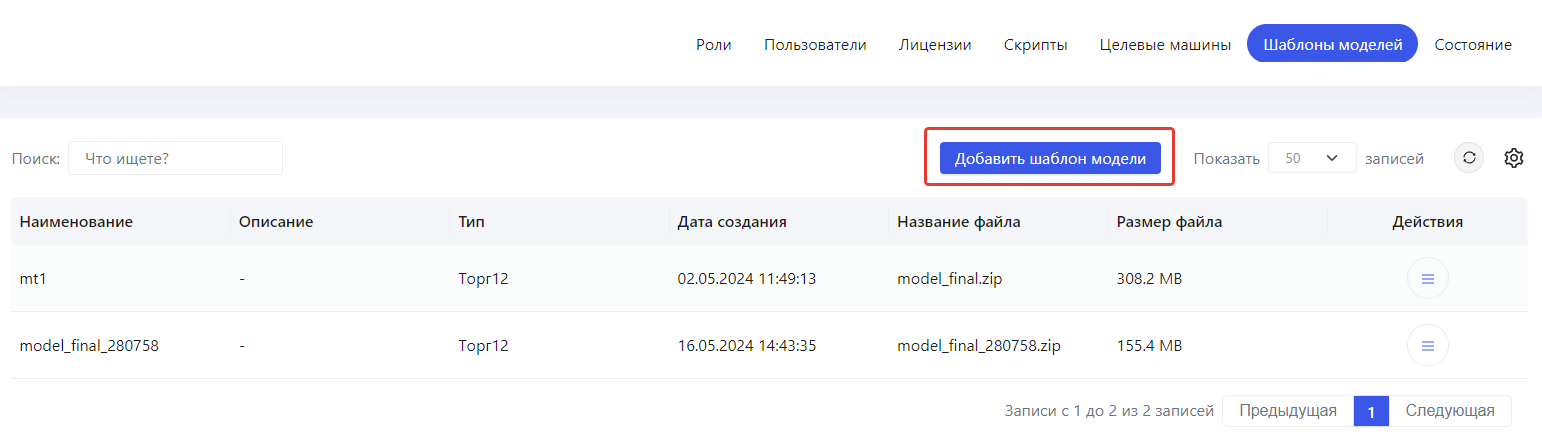 Роли Пользователи Лицензии Скрипты Целевые машины Шаблоны моделей Состояние
Поиск: Что ищете? Добавить шаблон модели Показать 50 записей
Наименование Описание Тип Дата создания Название файла Размер файла Действия
mt1 - Торг12 02.05.2024 11:49:13 model_final.zip 308.2 MB
model_final_280758 - Торг12 16.05.2024 14:43:35 model_final_280758.zip 155.4 MB
Записи с 1 до 2 из 2 записей Предыдущая 1 Следующая